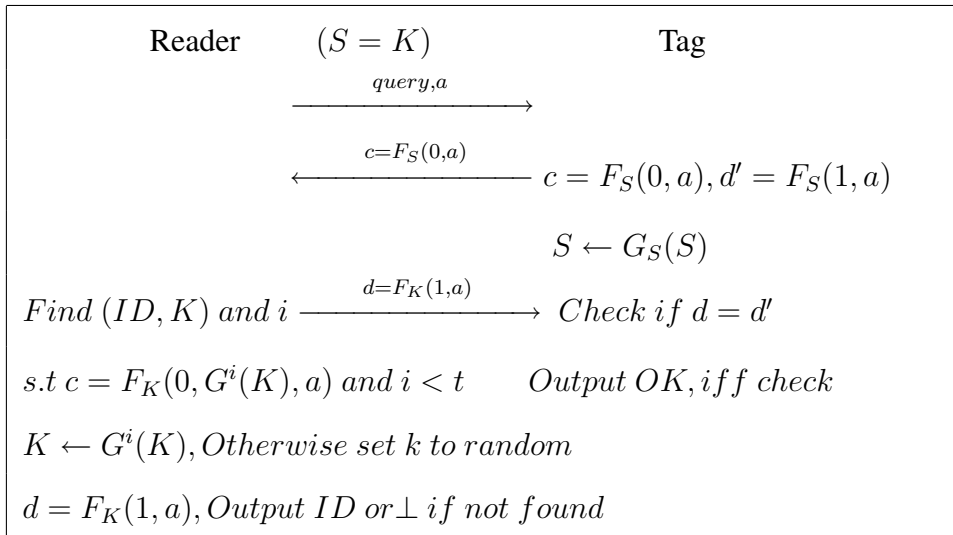 Reader (S = K) Tag
query,a
c=F_S(0,a)
c = F_S(0, a), d′ = F_S(1, a)
S ← G_S(S)
d=F_K(1,a)
Find (ID, K) and i Check if d = d′
s.t c = F_K(0, G^i(K), a) and i < t Output OK, iff check
K ← G^i(K), Otherwise set k to random
d = F_K(1, a), Output ID or⊥ if not found